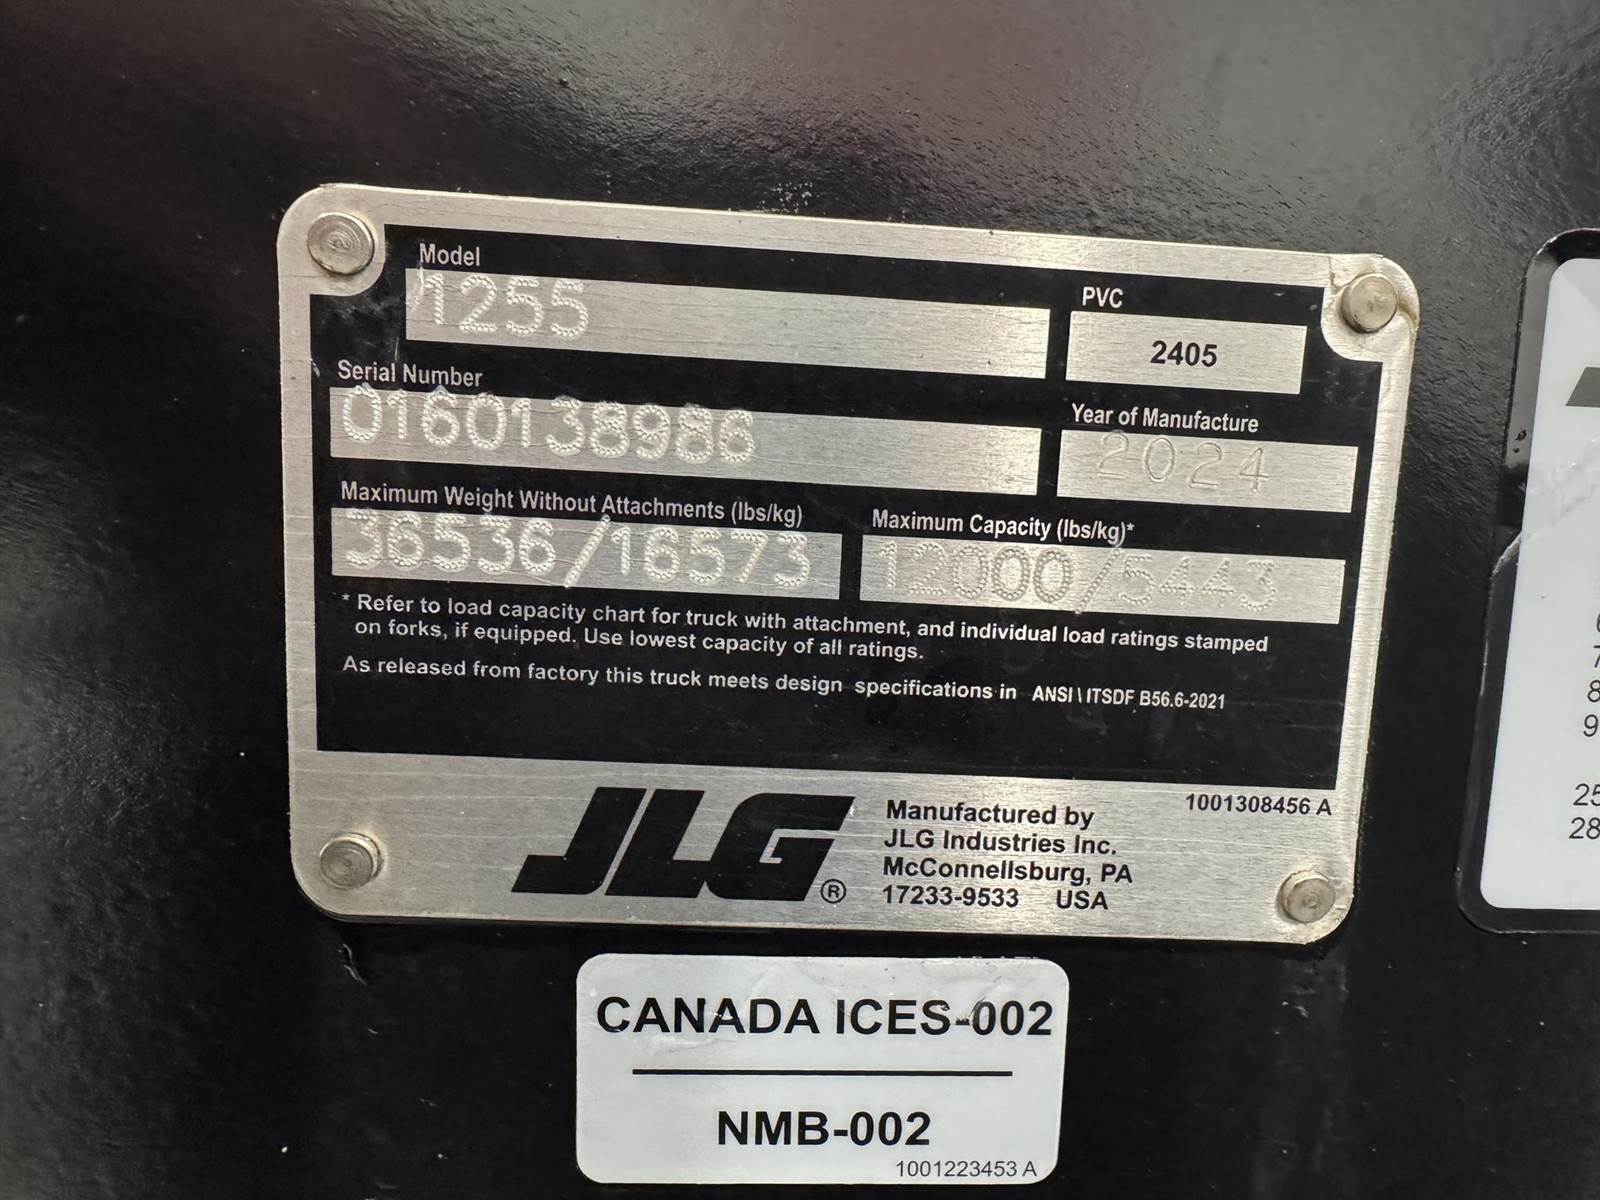 Model
1255
PVC
2405
Serial Number
0160138986
Year of Manufacture
2024
Maximum Weight Without Attachments (lbs/kg)
36536/16573
Maximum Capacity (lbs/kg)*
12000/5443
* Refer to load capacity chart for truck with attachment, and individual load ratings stamped
on forks, if equipped. Use lowest capacity of all ratings.
As released from factory this truck meets design specifications in ANSI \ ITSDF B56.6-2021
JLG®
Manufactured by
JLG Industries Inc.
McConnellsburg, PA
17233-9533 USA
1001308456 A
CANADA ICES-002
NMB-002
1001223453 A
8
9
25
28